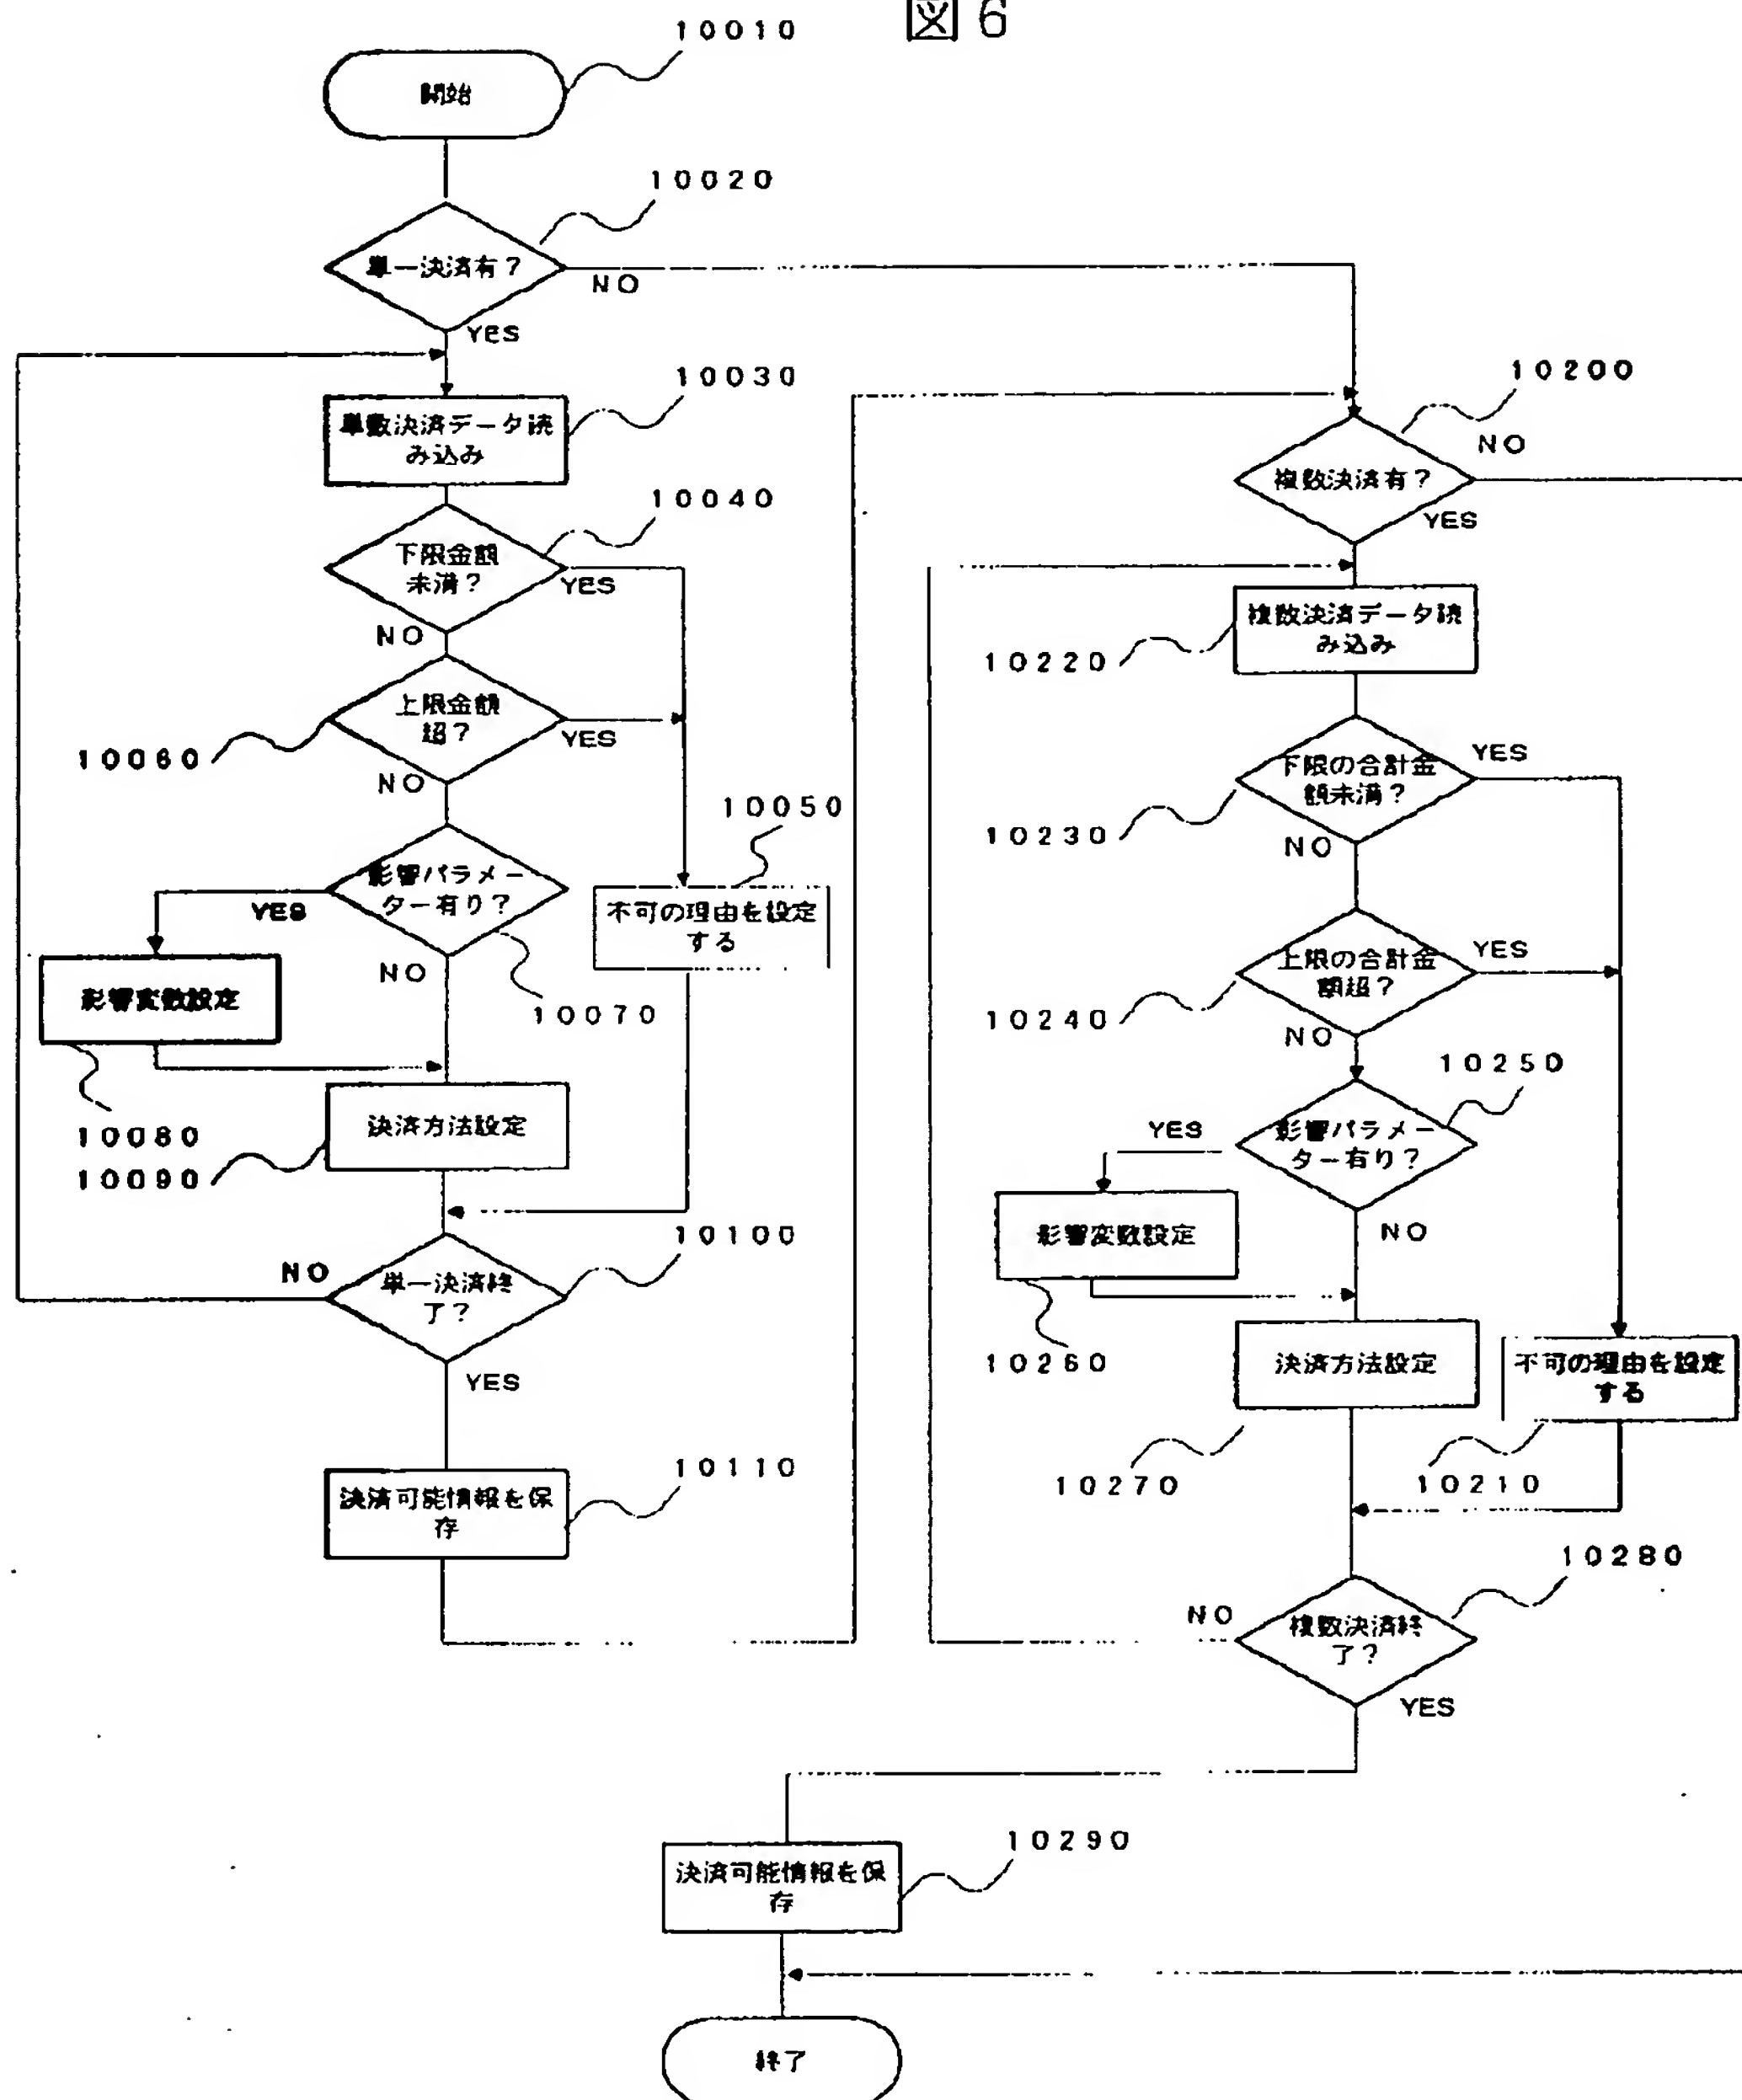 図6
10010
開始
10020
単一決済有？
NO
YES
10030
単数決済データ読
み込み
10040
下限金額
未満？
YES
NO
上限金額
超？
YES
10060
NO
10050
影響パラメー
ター有り？
YES
不可の理由を設定
する
NO
影響変数設定
10070
決済方法設定
10080
10090
10100
単一決済終
了？
NO
YES
10110
決済可能情報を保
存
10200
複数決済有？
NO
YES
複数決済データ読
み込み
10220
下限の合計金
額未満？
YES
10230
NO
上限の合計金
額超？
YES
10240
NO
10250
影響パラメー
ター有り？
YES
NO
影響変数設定
10260
決済方法設定
不可の理由を設定
する
10270
10210
10280
複数決済終
了？
NO
YES
10290
決済可能情報を保
存
終了